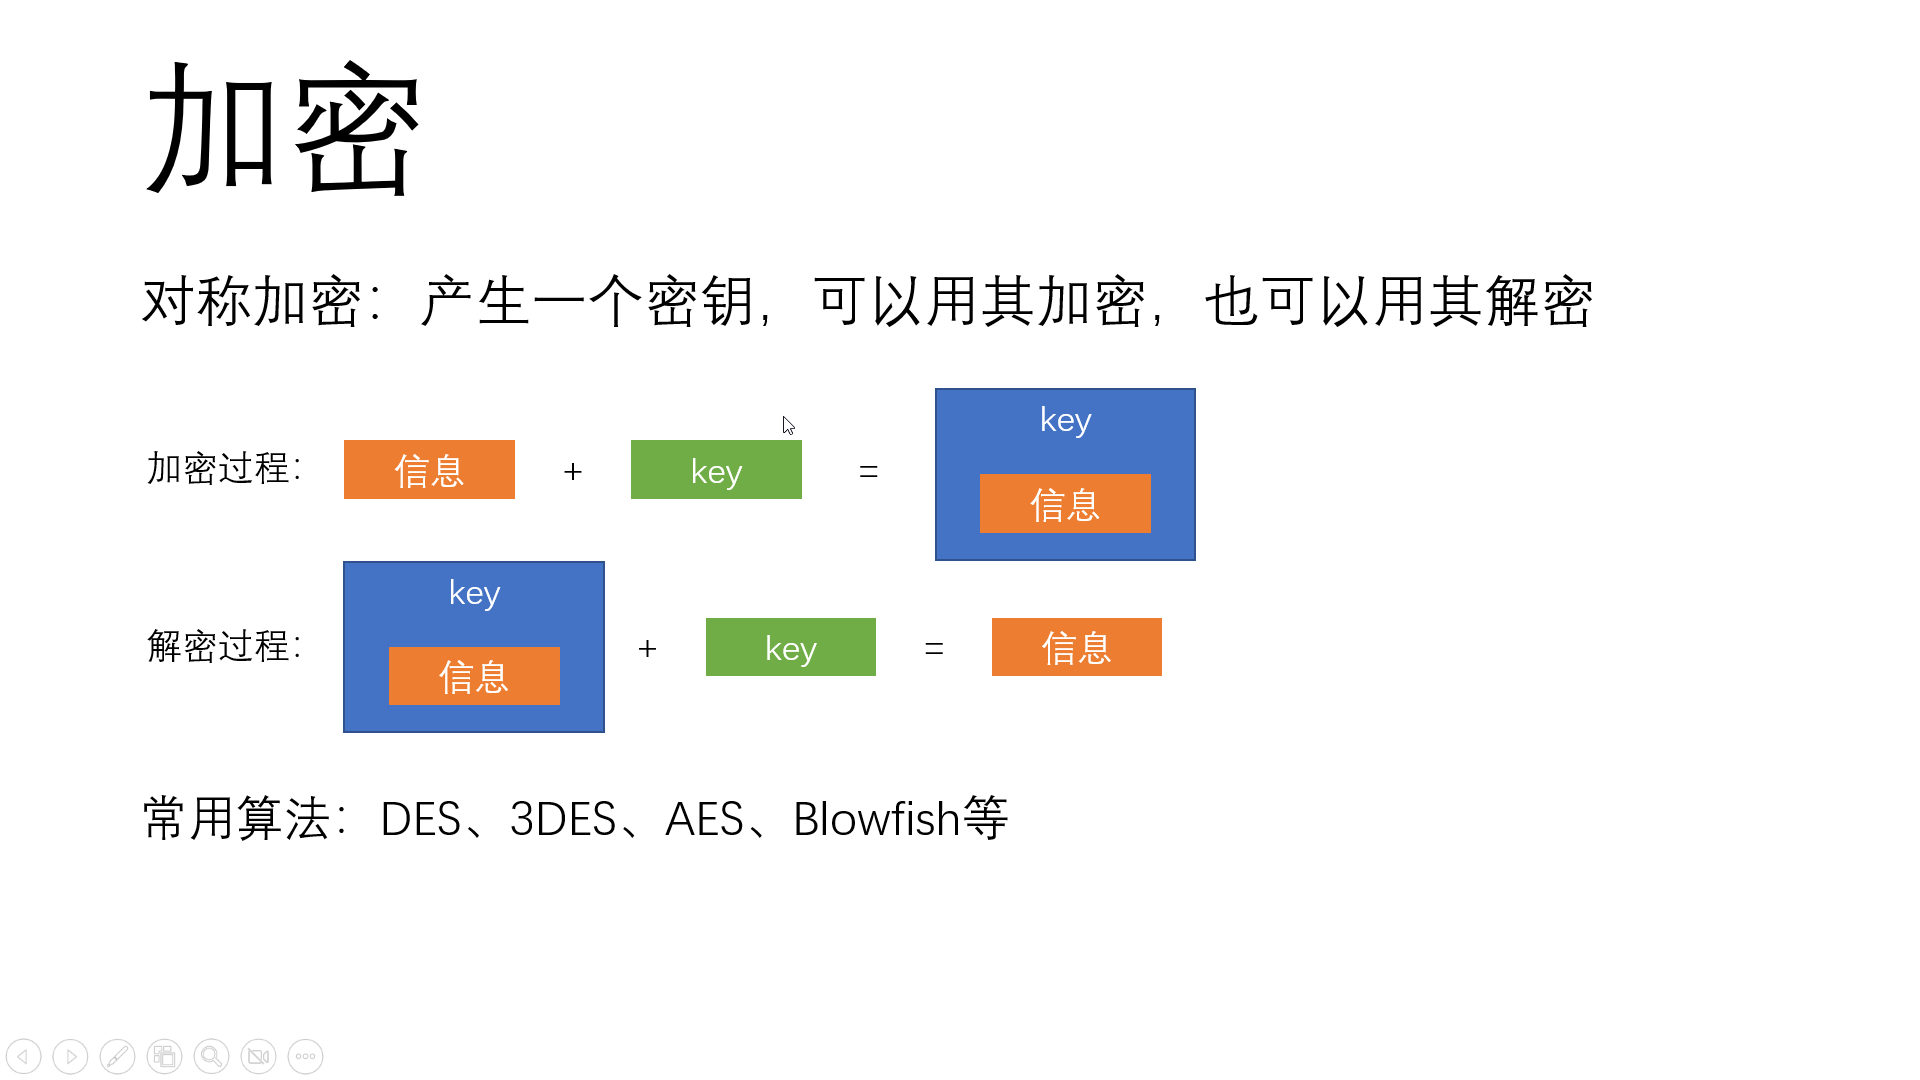 加密
对称加密：产生一个密钥，可以用其加密，也可以用其解密
key
加密过程： 信息 + key = 信息
key
解密过程： 信息 + key = 信息
常用算法：DES、3DES、AES、Blowfish等